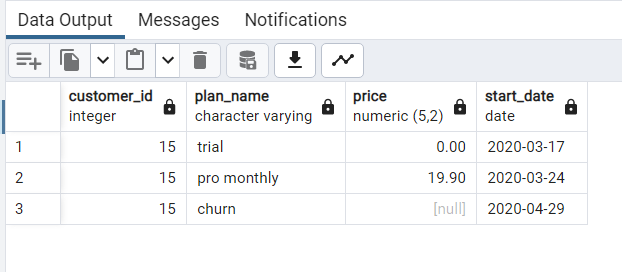 Data Output Messages Notifications
customer_id plan_name price start_date
integer character varying numeric (5,2) date
1 15 trial 0.00 2020-03-17
2 15 pro monthly 19.90 2020-03-24
3 15 churn [null] 2020-04-29